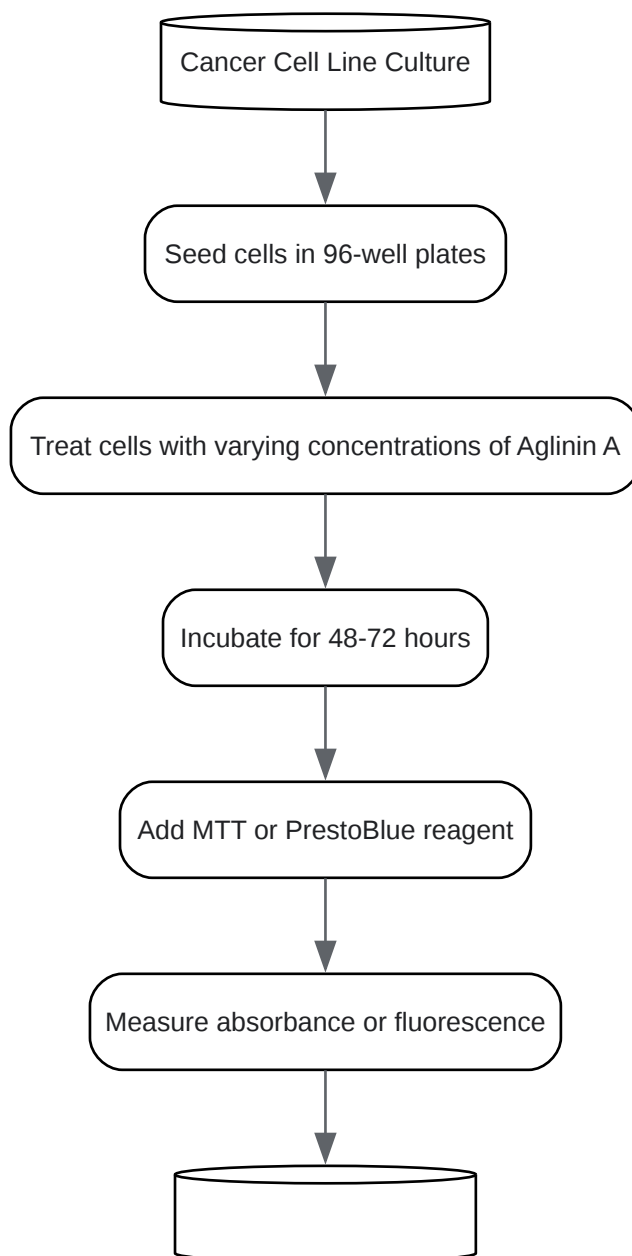 Cancer Cell Line Culture
Seed cells in 96-well plates
Treat cells with varying concentrations of Aglinin A
Incubate for 48-72 hours
Add MTT or PrestoBlue reagent
Measure absorbance or fluorescence